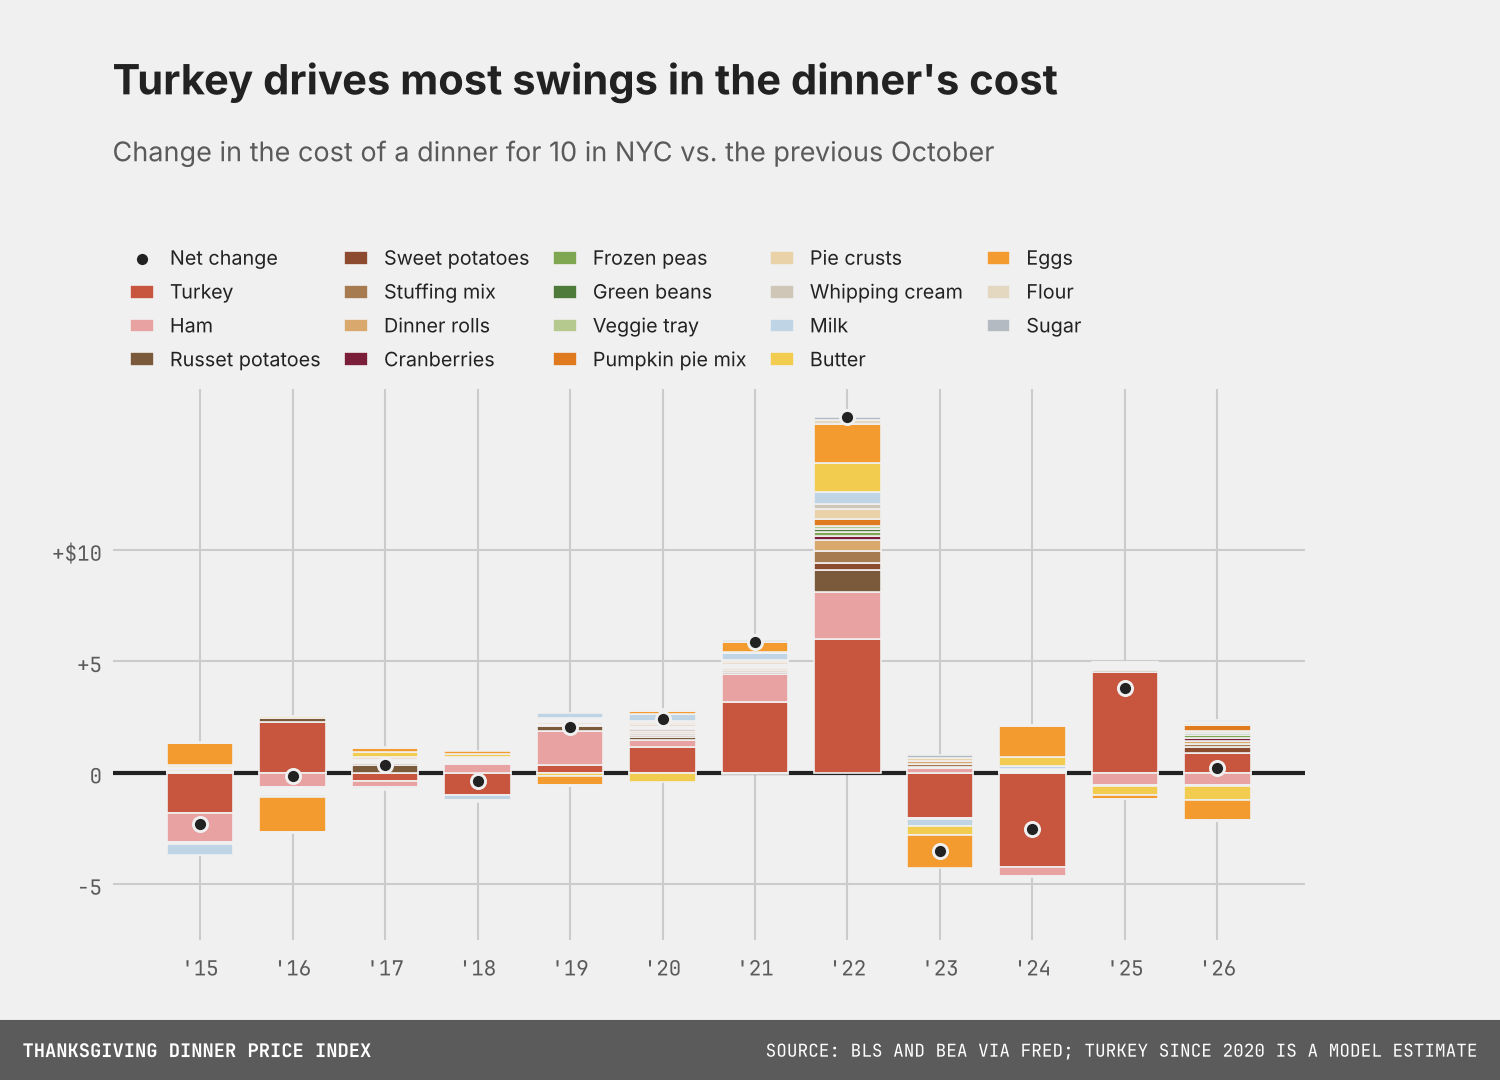 Turkey drives most swings in the dinner's cost
Change in the cost of a dinner for 10 in NYC vs. the previous October
Net change
Turkey
Ham
Russet potatoes
Sweet potatoes
Stuffing mix
Dinner rolls
Cranberries
Frozen peas
Green beans
Veggie tray
Pumpkin pie mix
Pie crusts
Whipping cream
Milk
Butter
Eggs
Flour
Sugar
+$10
+5
0
-5
'15 '16 '17 '18 '19 '20 '21 '22 '23 '24 '25 '26
THANKSGIVING DINNER PRICE INDEX
SOURCE: BLS AND BEA VIA FRED; TURKEY SINCE 2020 IS A MODEL ESTIMATE